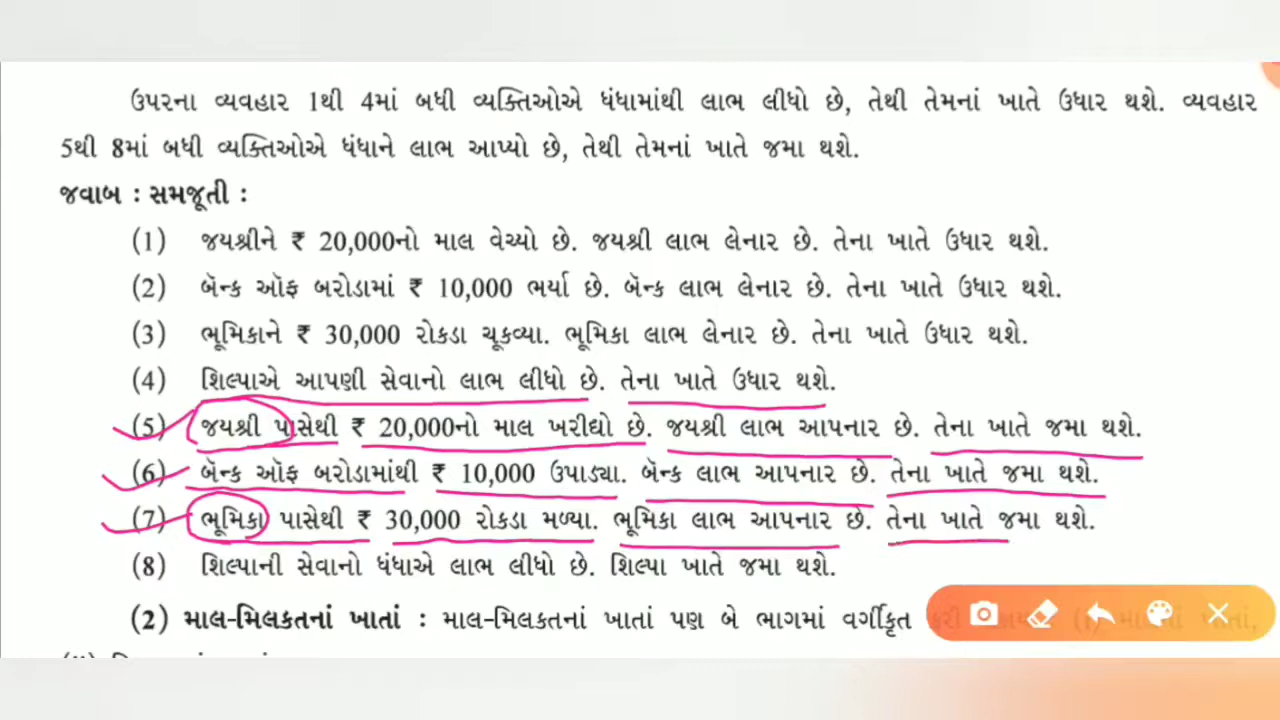 ઉપરના વ્યવહાર 1થી 4માં બધી વ્યક્તિઓએ ધંધામાંથી લાભ લીધો છે, તેથી તેમનાં ખાતે ઉધાર થશે. વ્યવહાર
5થી 8માં બધી વ્યક્તિઓએ ધંધાને લાભ આપ્યો છે, તેથી તેમનાં ખાતે જમા થશે.
જવાબ : સમજૂતી :
(1) જયશ્રીને ₹ 20,000નો માલ વેચ્યો છે. જયશ્રી લાભ લેનાર છે. તેના ખાતે ઉધાર થશે.
(2) બૅન્ક ઑફ બરોડામાં ₹ 10,000 ભર્યા છે. બૅન્ક લાભ લેનાર છે. તેના ખાતે ઉધાર થશે.
(3) ભૂમિકાને ₹ 30,000 રોકડા ચૂકવ્યા. ભૂમિકા લાભ લેનાર છે. તેના ખાતે ઉધાર થશે.
(4) શિલ્પાએ આપણી સેવાનો લાભ લીધો છે. તેના ખાતે ઉધાર થશે.
(5) જયશ્રી પાસેથી ₹ 20,000નો માલ ખરીદ્યો છે. જયશ્રી લાભ આપનાર છે. તેના ખાતે જમા થશે.
(6) બૅન્ક ઑફ બરોડામાંથી ₹ 10,000 ઉપાડ્યા. બૅન્ક લાભ આપનાર છે. તેના ખાતે જમા થશે.
(7) ભૂમિકા પાસેથી ₹ 30,000 રોકડા મળ્યા. ભૂમિકા લાભ આપનાર છે. તેના ખાતે જમા થશે.
(8) શિલ્પાની સેવાનો ધંધાએ લાભ લીધો છે. શિલ્પા ખાતે જમા થશે.
(2) માલ-મિલકતનાં ખાતાં : માલ-મિલકતનાં ખાતાં પણ બે ભાગમાં વર્ગીકૃત